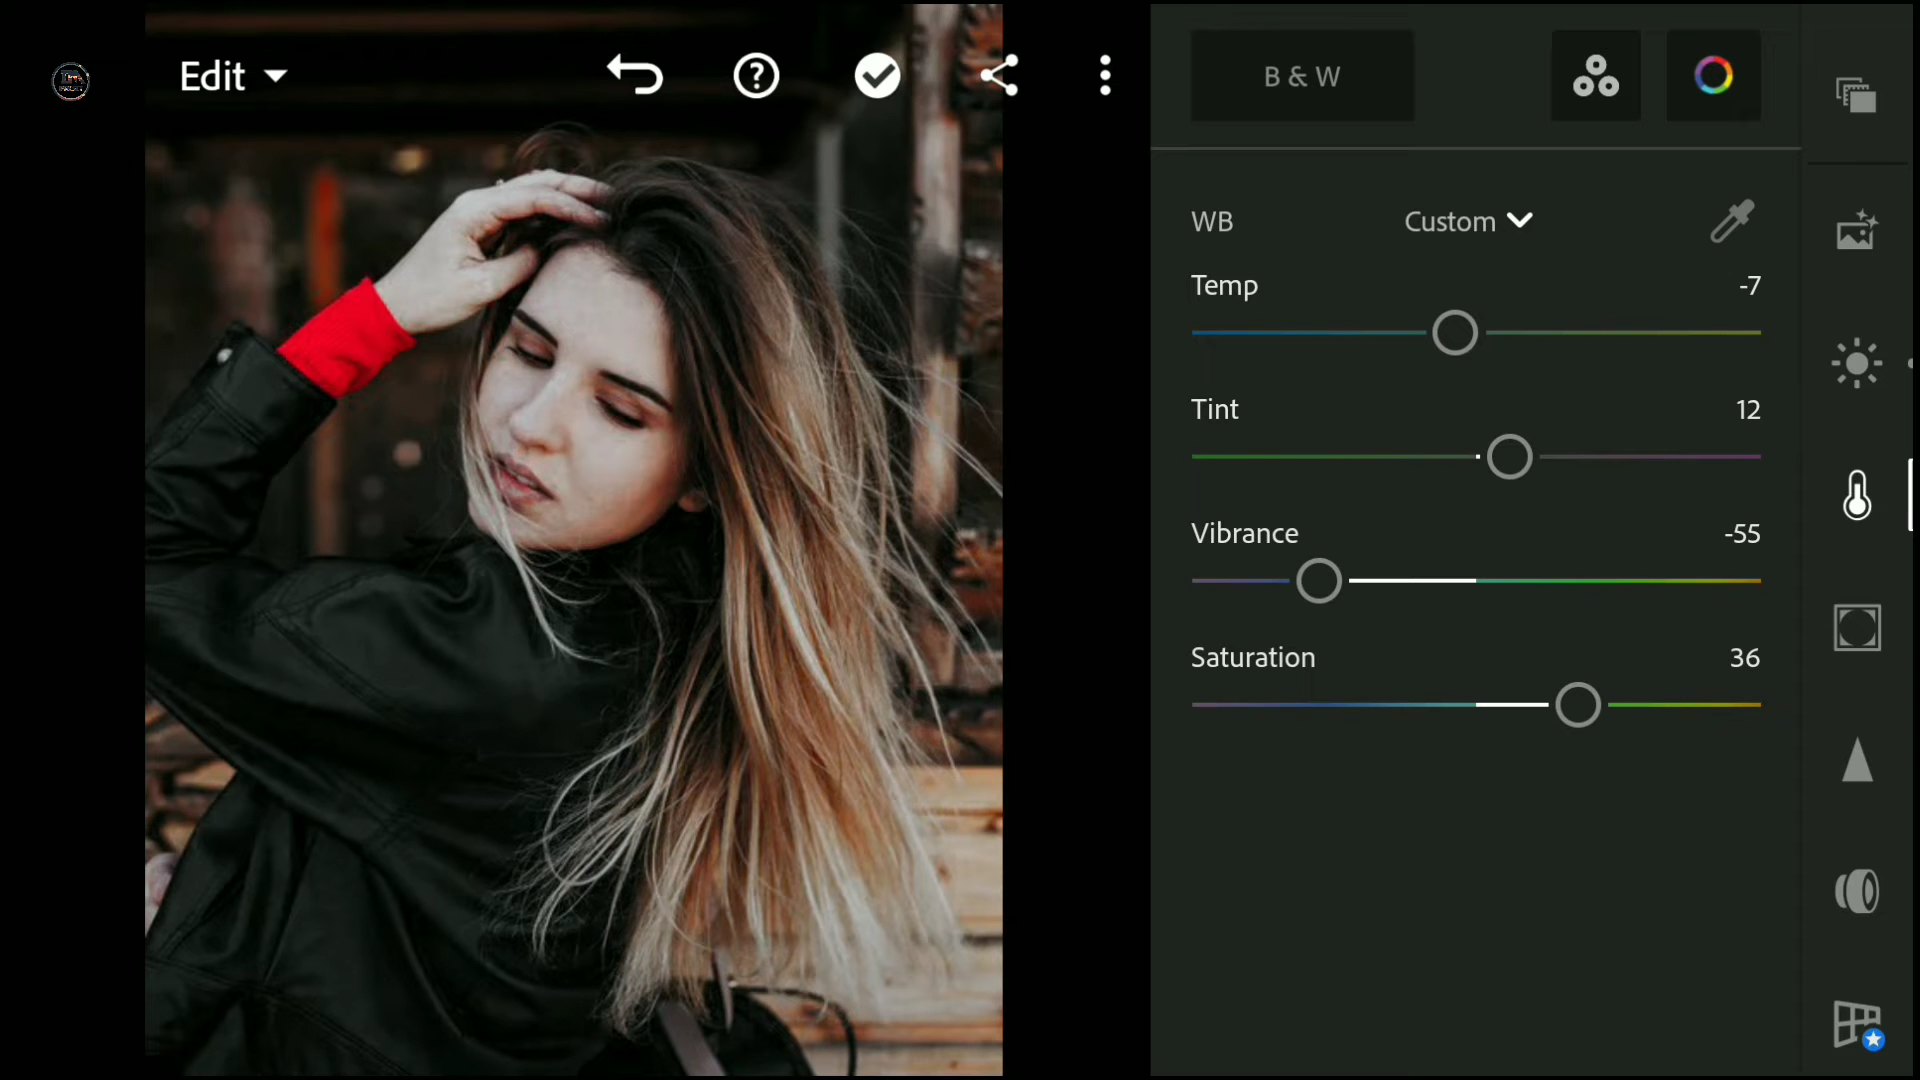 Edit
B & W
WB
Custom
Temp
-7
Tint
12
Vibrance
-55
Saturation
36